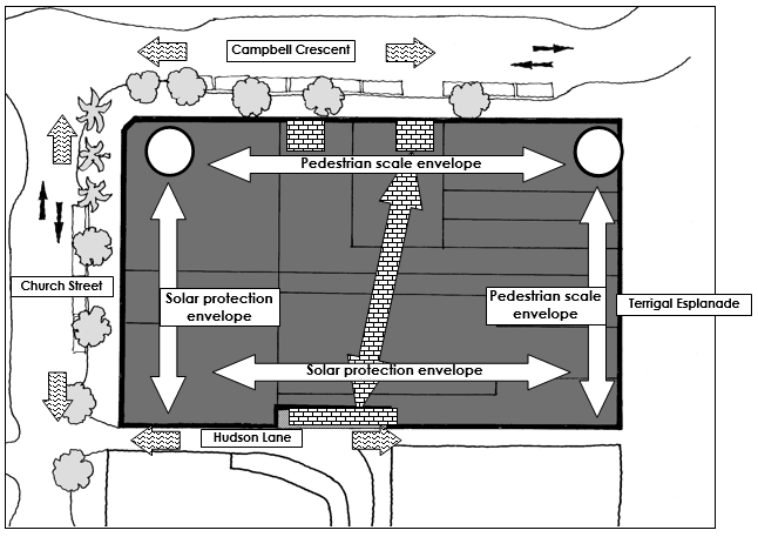 Campbell Crescent
Pedestrian scale envelope
Church Street
Solar protection
envelope
Pedestrian scale
envelope
Terrigal Esplanade
Solar protection envelope
Hudson Lane